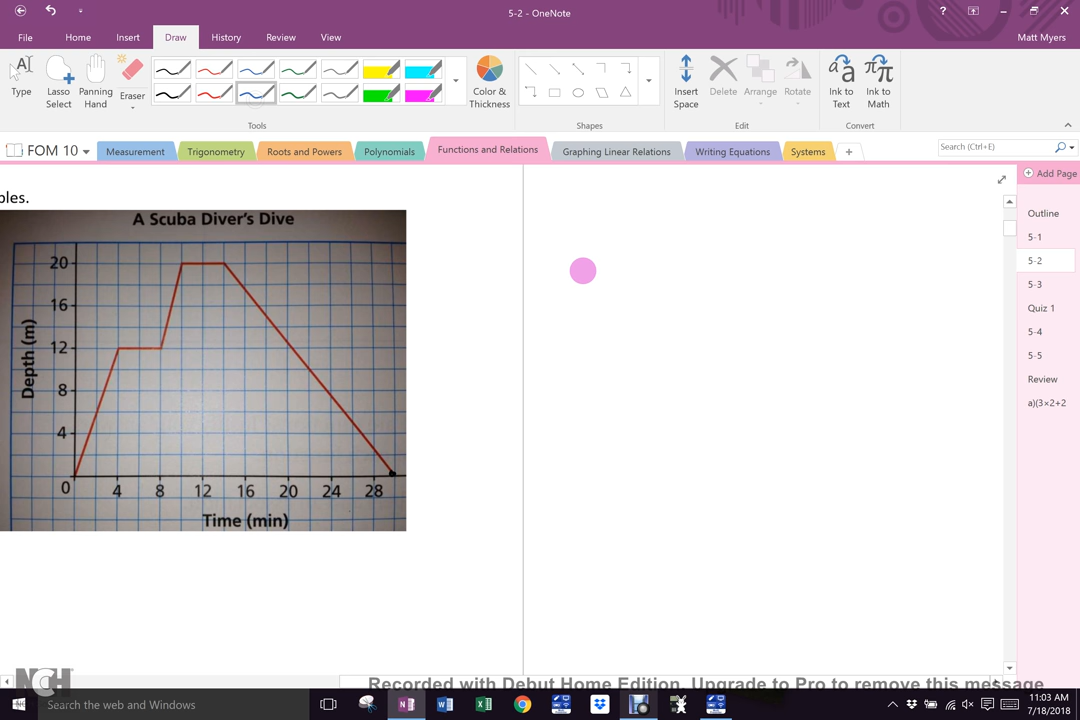 5-2 - OneNote
File Home Insert Draw History Review View Matt Myers
Type Lasso Select Panning Hand Eraser Color & Thickness Insert Space Delete Arrange Rotate Ink to Text Ink to Math
Tools Shapes Edit Convert
FOM 10 Measurement Trigonometry Roots and Powers Polynomials Functions and Relations Graphing Linear Relations Writing Equations Systems + Search (Ctrl+E)
Add Page
Outline
5-1
5-2
5-3
Quiz 1
5-4
5-5
Review
a)(3×2+2
ples.
A Scuba Diver's Dive
20
16
12
8
4
0 4 8 12 16 20 24 28
Depth (m)
Time (min)
NCH
Recorded with Debut Home Edition. Upgrade to Pro to remove this message
Search the web and Windows
11:03 AM
7/18/2018